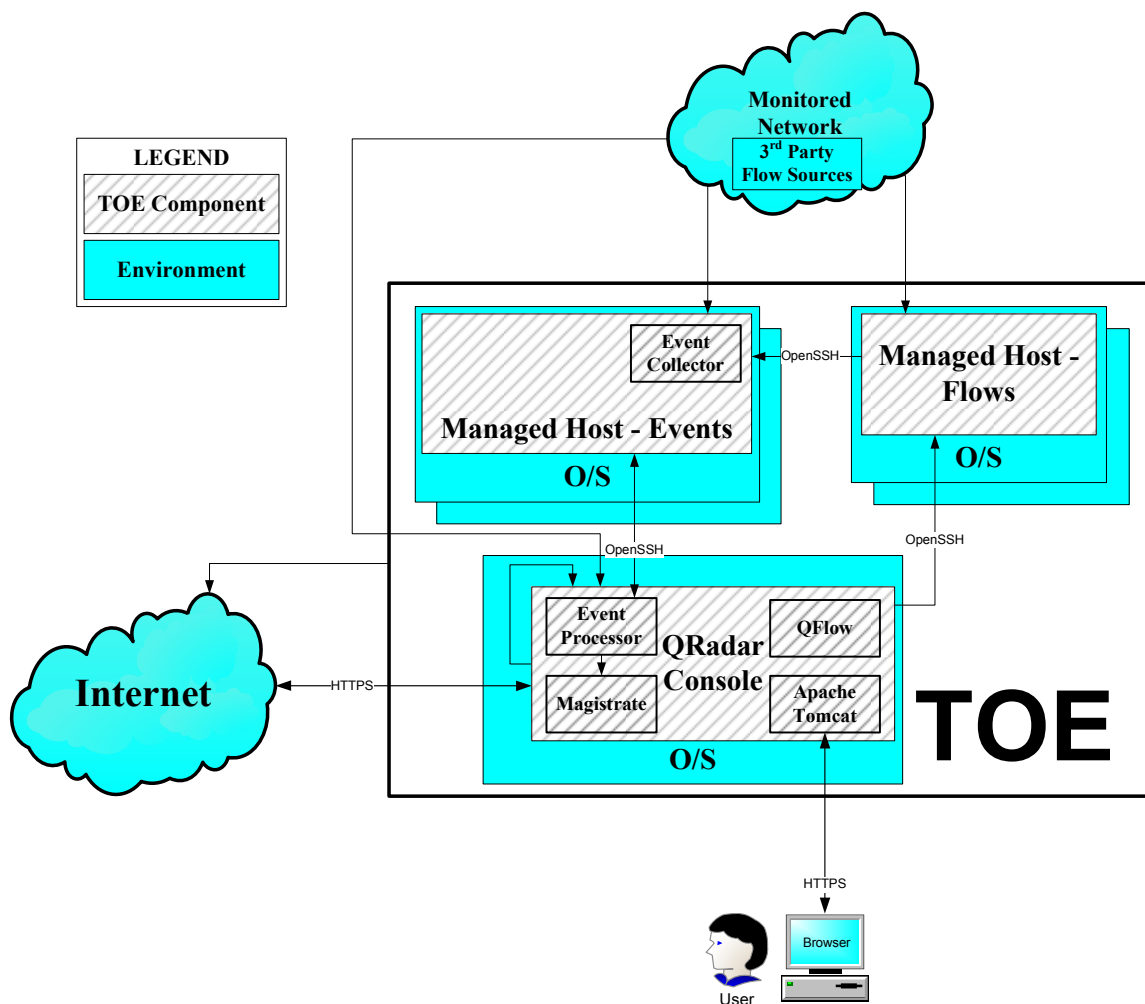 Monitored
Network
3rd Party
Flow Sources
LEGEND
TOE Component
Environment
Event
Collector
Managed Host - Events
O/S
OpenSSH
Managed Host -
Flows
O/S
OpenSSH
OpenSSH
Event
Processor
QFlow
QRadar
Console
Magistrate
Apache
Tomcat
O/S
TOE
Internet
HTTPS
HTTPS
Browser
User